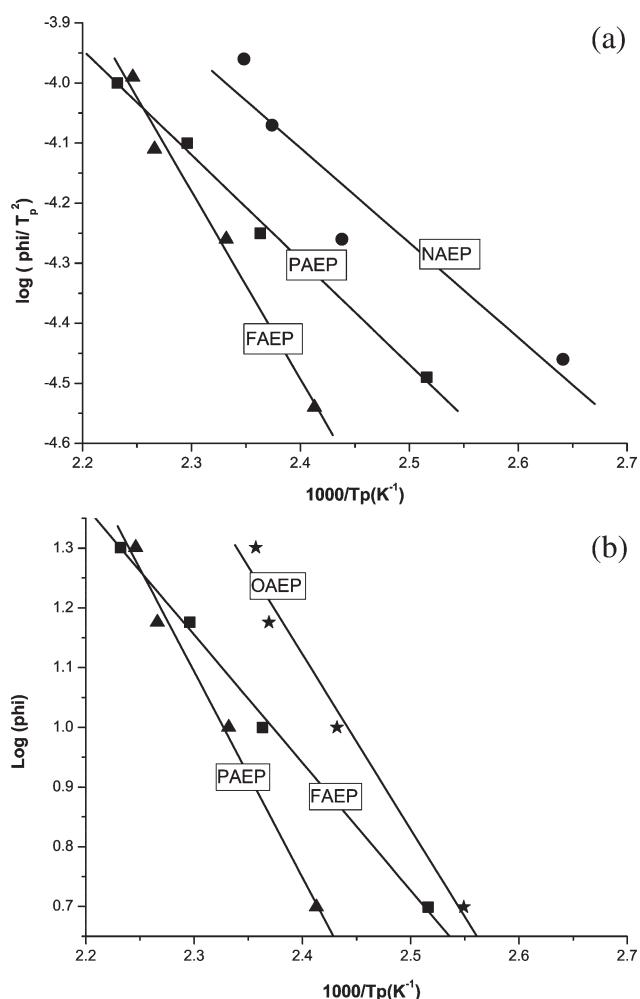 (a)
-3.9
-4.0
-4.1
-4.2
-4.3
-4.4
-4.5
-4.6
log ( phi/ Tp²)
NAEP
PAEP
FAEP
2.2 2.3 2.4 2.5 2.6 2.7
1000/Tp(K⁻¹)
(b)
1.3
1.2
1.1
1.0
0.9
0.8
0.7
Log (phi)
OAEP
PAEP
FAEP
2.2 2.3 2.4 2.5 2.6 2.7
1000/Tp(K⁻¹)